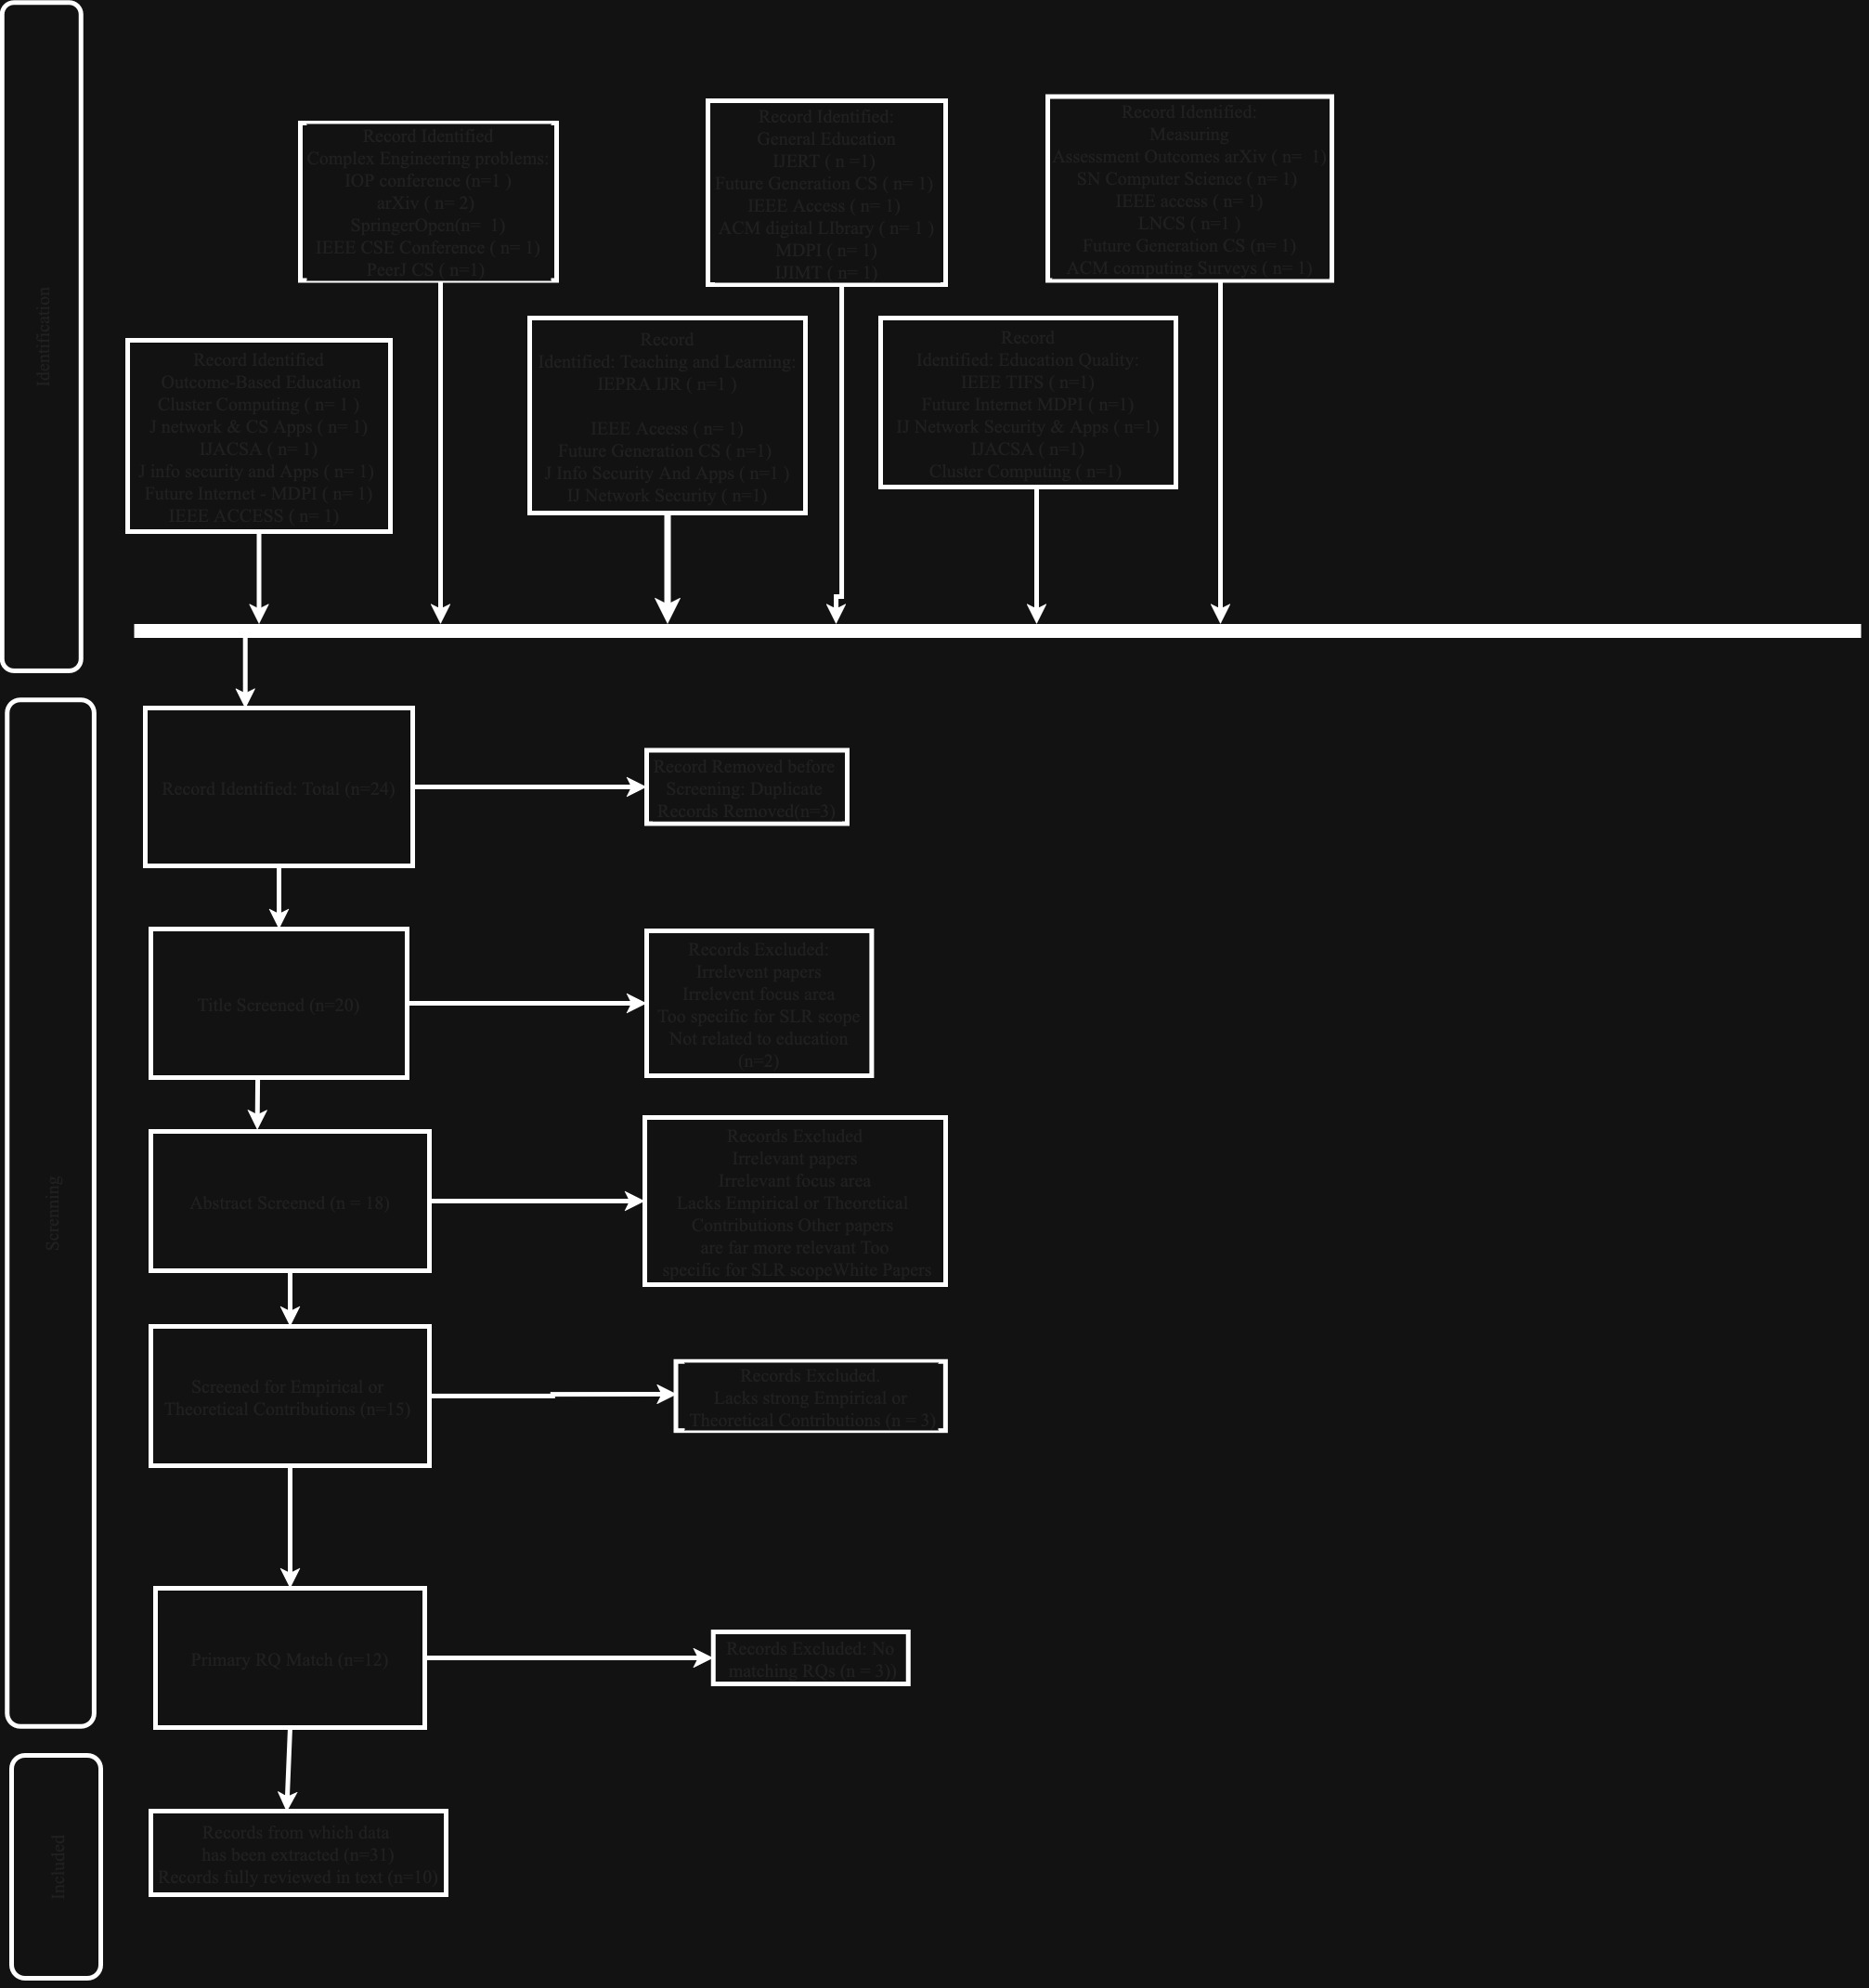 Identification
Record Identified
Complex Engineering problems:
IOP conference (n=1 )
arXiv ( n= 2)
SpringerOpen(n=  1)
IEEE CSE Conference ( n= 1)
PeerJ CS ( n=1)
Record Identified:
General Education
IJERT ( n =1)
Future Generation CS ( n= 1)
IEEE Access ( n= 1)
ACM digital LIbrary ( n= 1 )
MDPI ( n= 1)
IJIMT ( n= 1)
Record Identified:
Measuring
Assessment Outcomes arXiv ( n=  1)
SN Computer Science ( n= 1)
IEEE access ( n= 1)
LNCS ( n=1 )
Future Generation CS (n= 1)
ACM computing Surveys ( n= 1)
Record Identified
Outcome-Based Education
Cluster Computing ( n= 1 )
J network & CS Apps ( n= 1)
IJACSA ( n= 1)
J info security and Apps ( n= 1)
Future Internet - MDPI ( n= 1)
IEEE ACCESS ( n= 1)
Record
Identified: Teaching and Learning:
IEPRA IJR ( n=1 )
IEEE Access ( n= 1)
Future Generation CS ( n=1)
J Info Security And Apps ( n=1 )
IJ Network Security ( n=1)
Record
Identified: Education Quality:
IEEE TIFS ( n=1)
Future Internet MDPI ( n=1)
IJ Network Security & Apps ( n=1)
IJACSA ( n=1)
Cluster Computing ( n=1)
Screnning
Record Identified: Total (n=24)
Record Removed before
Screening: Duplicate
Records Removed(n=3)
Title Screened (n=20)
Records Excluded:
Irrelevent papers
Irrelevent focus area
Too specific for SLR scope
Not related to education
(n=2)
Abstract Screened (n = 18)
Records Excluded
Irrelevant papers
Irrelevant focus area
Lacks Empirical or Theoretical
Contributions Other papers
are far more relevant Too
specific for SLR scopeWhite Papers
Screened for Empirical or
Theoretical Contributions (n=15)
Records Excluded.
Lacks strong Empirical or
Theoretical Contributions (n = 3)
Primary RQ Match (n=12)
Records Excluded: No
matching RQs (n = 3))
Included
Records from which data
has been extracted (n=31)
Records fully reviewed in text (n=10)